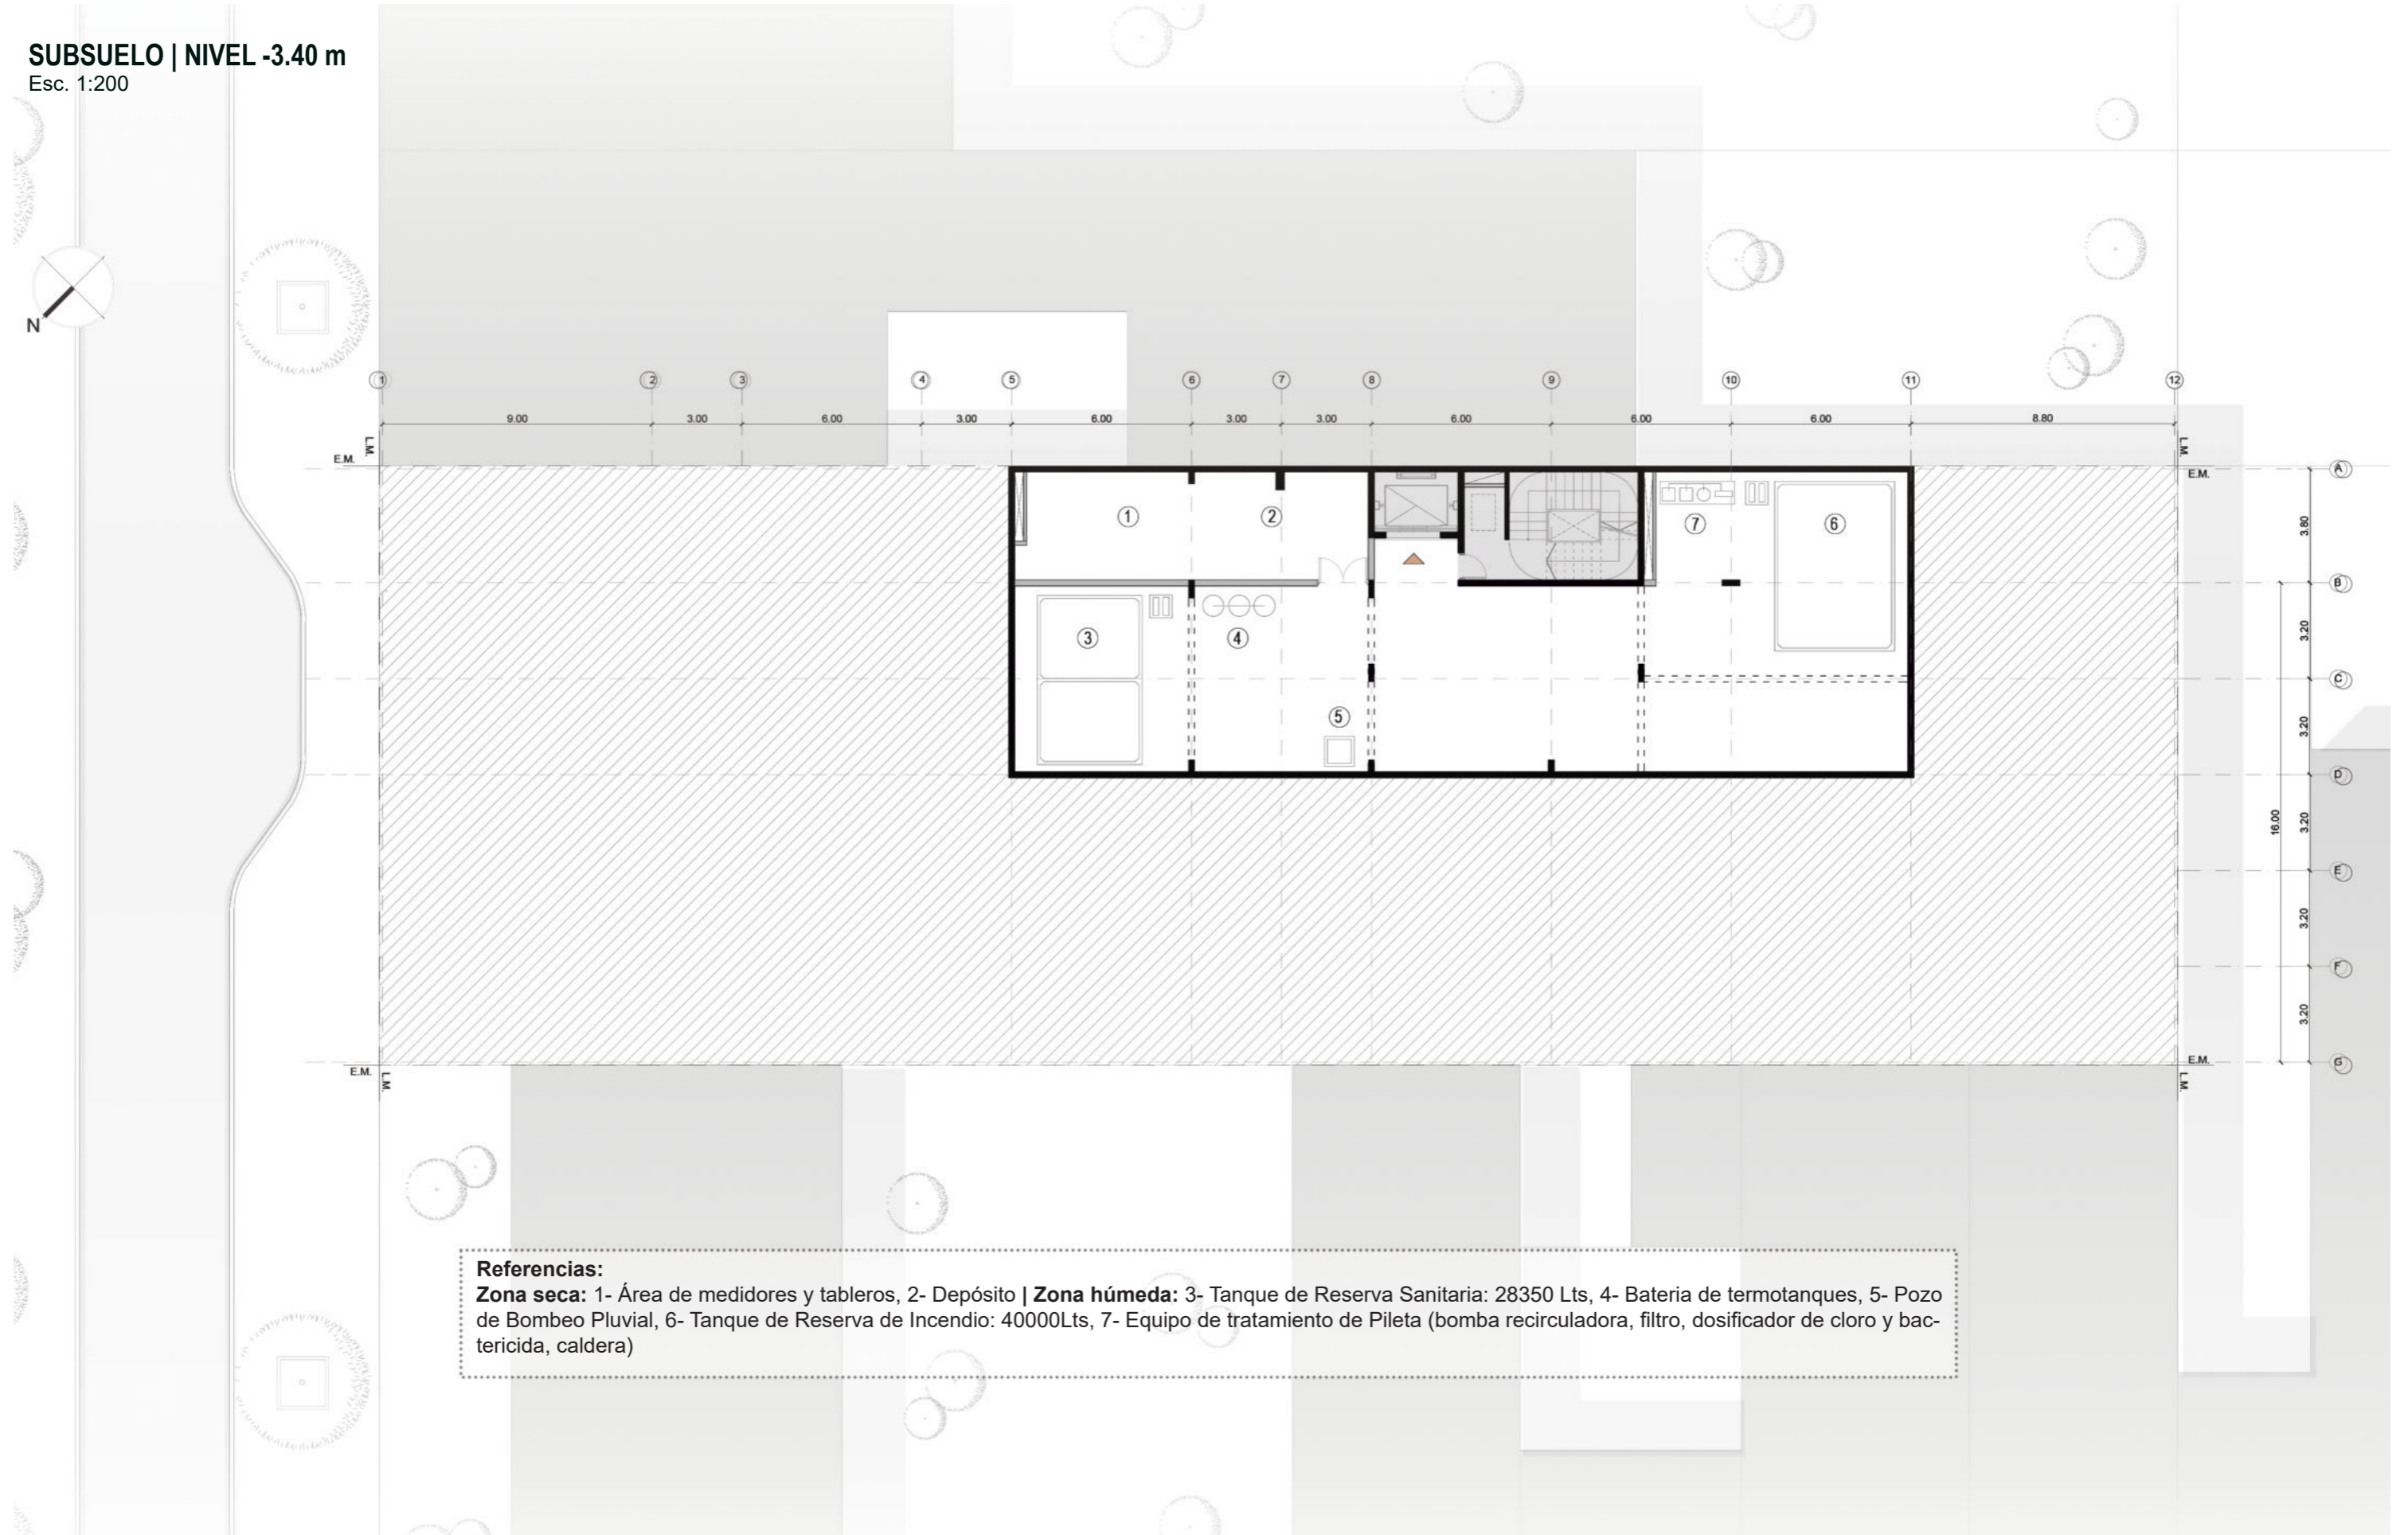 SUBSUELO | NIVEL -3.40 m
Esc. 1:200
N
1 2 3 4 5 6 7 8 9 10 11 12
9.00 3.00 6.00 3.00 6.00 3.00 3.00 6.00 6.00 6.00 8.80
L.M. L.M.
E.M. E.M.
A
1 2 7 6
3.80
B
3 4
3.20
C
5
3.20
D
16.00 3.20
E
3.20
F
3.20
E.M. E.M. G
L.M. L.M.
Referencias:
Zona seca: 1- Área de medidores y tableros, 2- Depósito | Zona húmeda: 3- Tanque de Reserva Sanitaria: 28350 Lts, 4- Bateria de termotanques, 5- Pozo
de Bombeo Pluvial, 6- Tanque de Reserva de Incendio: 40000Lts, 7- Equipo de tratamiento de Pileta (bomba recirculadora, filtro, dosificador de cloro y bac-
tericida, caldera)